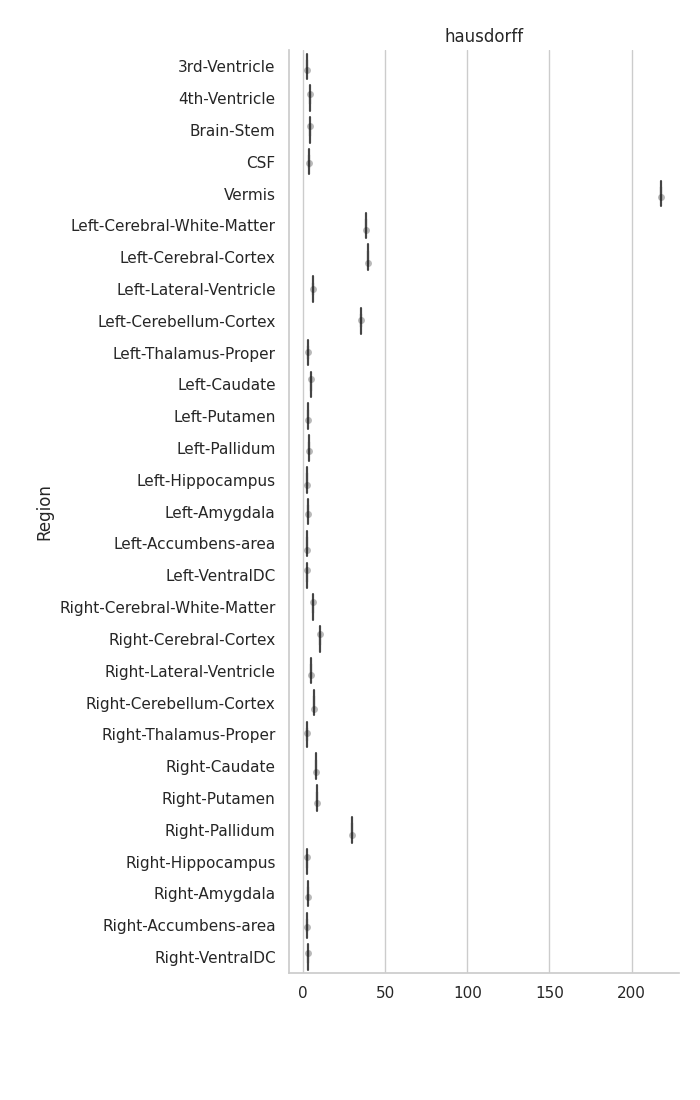 hausdorff
3rd-Ventricle
4th-Ventricle
Brain-Stem
CSF
Vermis
Left-Cerebral-White-Matter
Left-Cerebral-Cortex
Left-Lateral-Ventricle
Left-Cerebellum-Cortex
Left-Thalamus-Proper
Left-Caudate
Left-Putamen
Left-Pallidum
Left-Hippocampus
Left-Amygdala
Left-Accumbens-area
Left-VentralDC
Right-Cerebral-White-Matter
Right-Cerebral-Cortex
Right-Lateral-Ventricle
Right-Cerebellum-Cortex
Right-Thalamus-Proper
Right-Caudate
Right-Putamen
Right-Pallidum
Right-Hippocampus
Right-Amygdala
Right-Accumbens-area
Right-VentralDC
Region
0 50 100 150 200